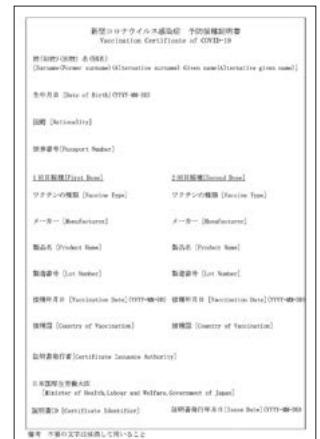 新型コロナウイルス感染症 予防接種証明書
Vaccination Certificate of COVID-19
姓(旧姓)(別姓) 名(別名)
[Surname(Former surname)(Alternative surname) Given name(Alternative given name)]
生年月日 [Date of Birth](YYYY-MM-DD)
国籍 [Nationality]
旅券番号[Passport Number]
1回目接種[First Dose] 2回目接種[Second Dose]
ワクチンの種類 [Vaccine Type] ワクチンの種類 [Vaccine Type]
メーカー [Manufacturer] メーカー [Manufacturer]
製品名 [Product Name] 製品名 [Product Name]
製造番号 [Lot Number] 製造番号 [Lot Number]
接種年月日 [Vaccination Date](YYYY-MM-DD) 接種年月日 [Vaccination Date](YYYY-MM-DD)
接種国 [Country of Vaccination] 接種国 [Country of Vaccination]
証明書発行者[Certificate Issuance Authority]
日本国厚生労働大臣
[Minister of Health,Labour and Welfare,Government of Japan]
証明書ID [Certificate Identifier] 証明書発行年月日[Issue Date](YYYY-MM-DD)
備考 不要の文字は抹消して用いること